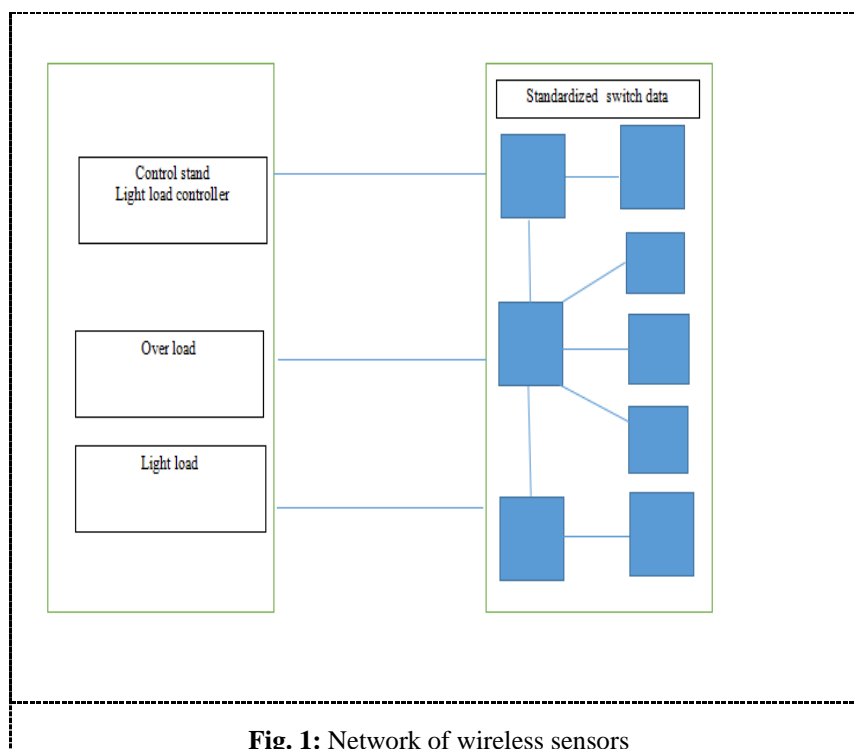 Standardized switch data
Control stand
Light load controller
Over load
Light load
Fig. 1: Network of wireless sensors